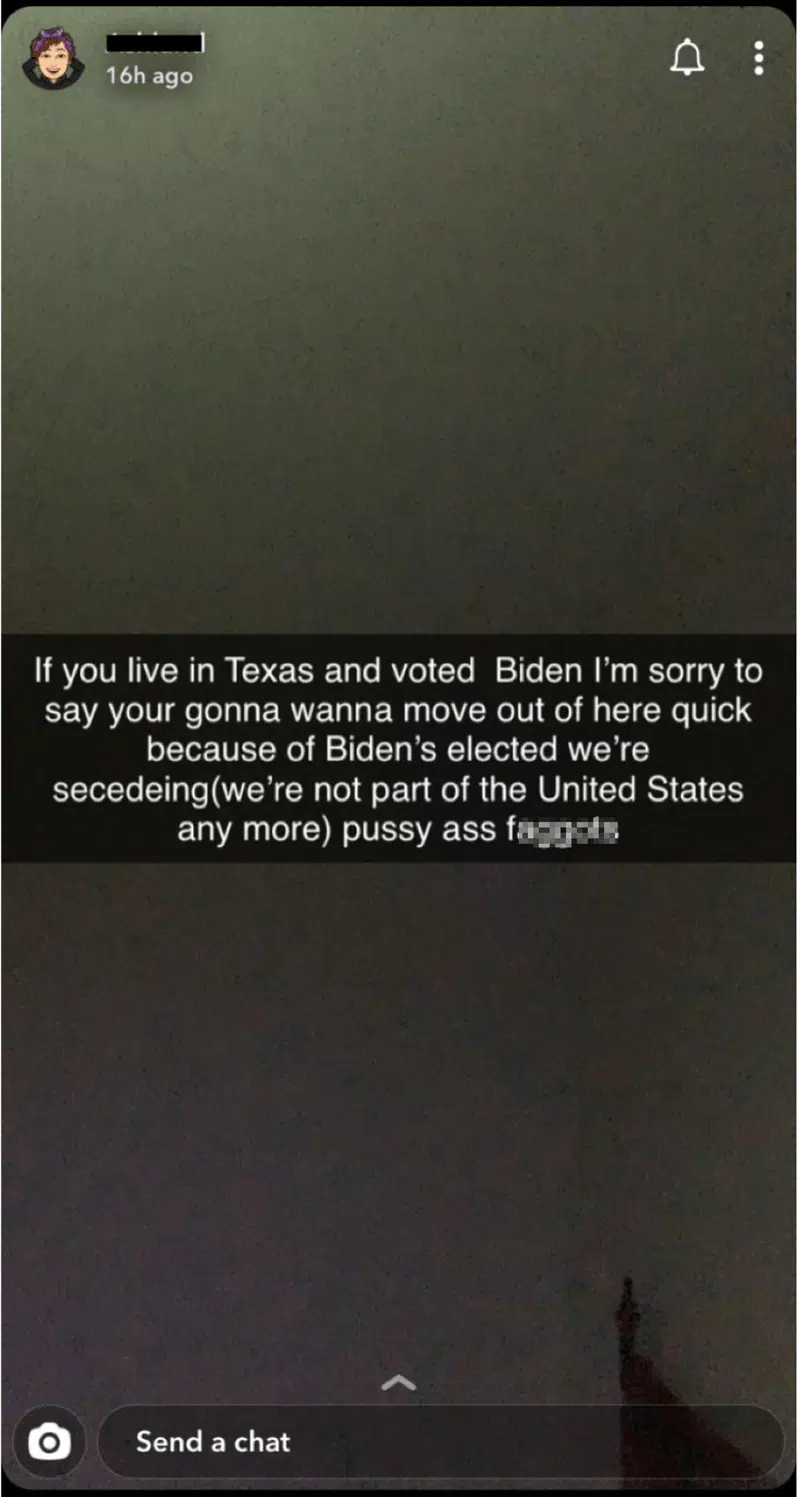 16h ago
If you live in Texas and voted  Biden I'm sorry to
say your gonna wanna move out of here quick
because of Biden's elected we're
secedeing(we're not part of the United States
any more) pussy ass faggots
Send a chat